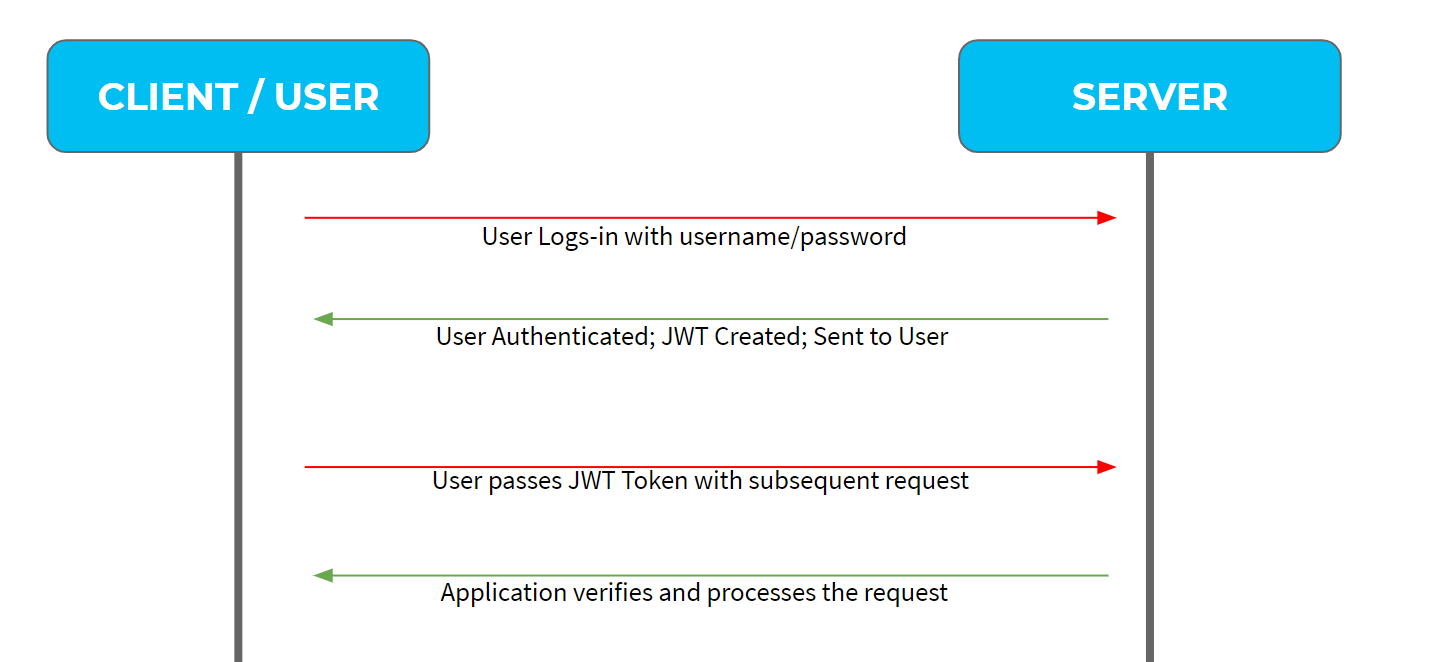 CLIENT / USER
SERVER
User Logs-in with username/password
User Authenticated; JWT Created; Sent to User
User passes JWT Token with subsequent request
Application verifies and processes the request